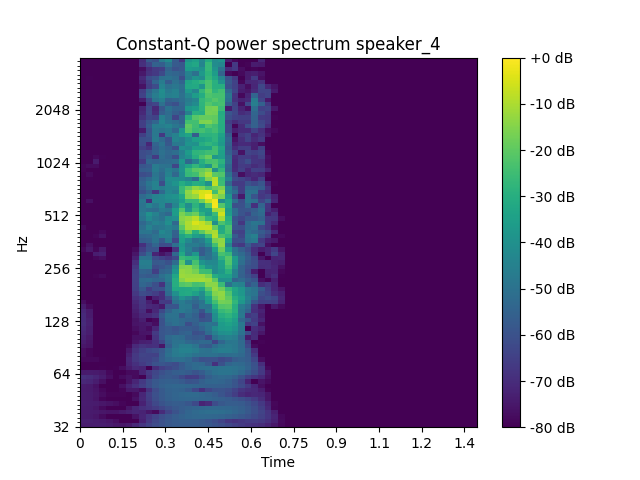 Constant-Q power spectrum speaker_4
+0 dB
2048
-10 dB
1024
-20 dB
512
-30 dB
Hz
-40 dB
256
-50 dB
128
-60 dB
64
-70 dB
32
-80 dB
0 0.15 0.3 0.45 0.6 0.75 0.9 1.1 1.2 1.4
Time